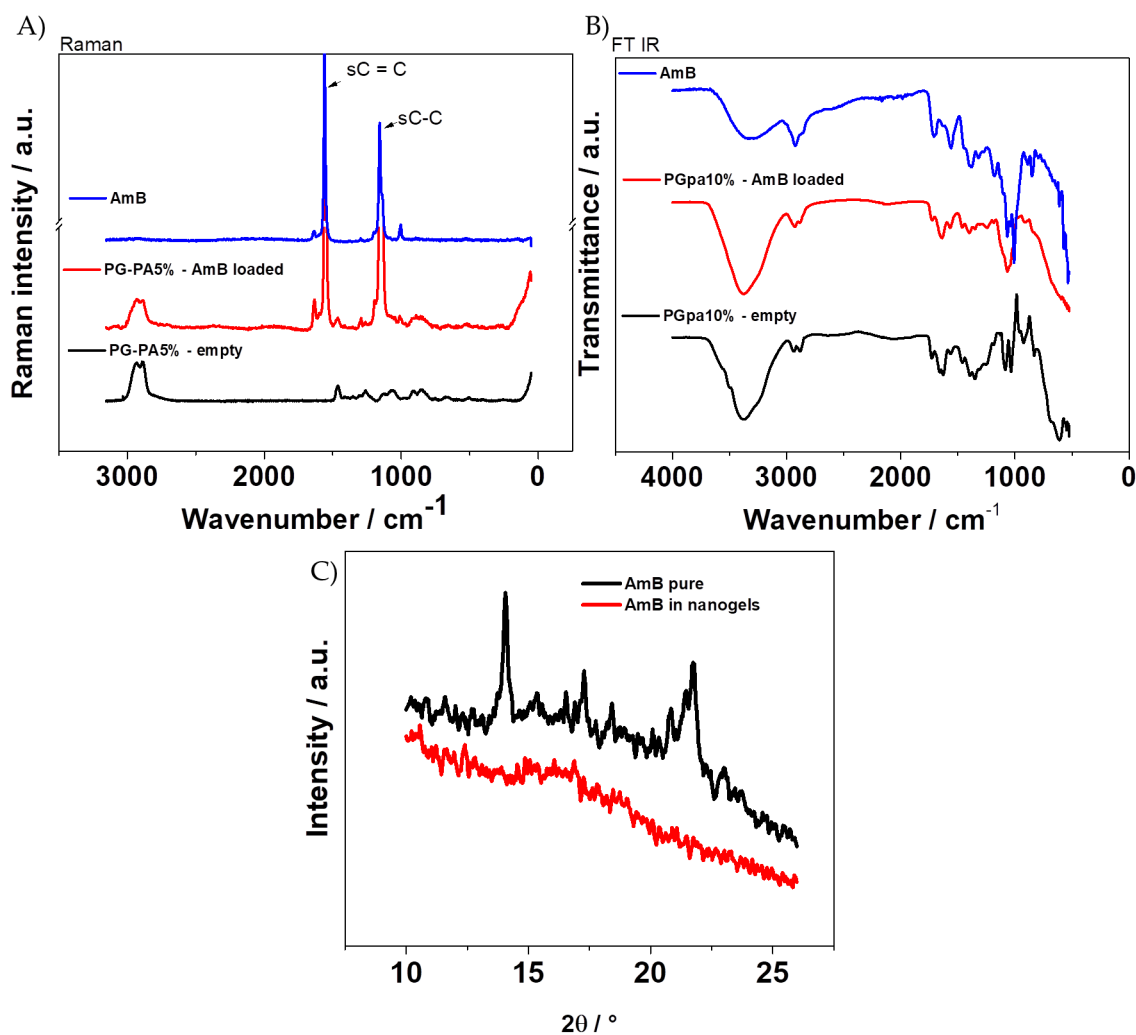 A)
Raman
sC = C
sC-C
AmB
PG-PA5% - AmB loaded
PG-PA5% - empty
Raman intensity / a.u.
3000 2000 1000 0
Wavenumber / cm-1
B)
FT IR
AmB
PGpa10% - AmB loaded
PGpa10% - empty
Transmittance / a.u.
4000 3000 2000 1000 0
Wavenumber / cm-1
C)
AmB pure
AmB in nanogels
Intensity / a.u.
10 15 20 25
2θ / °